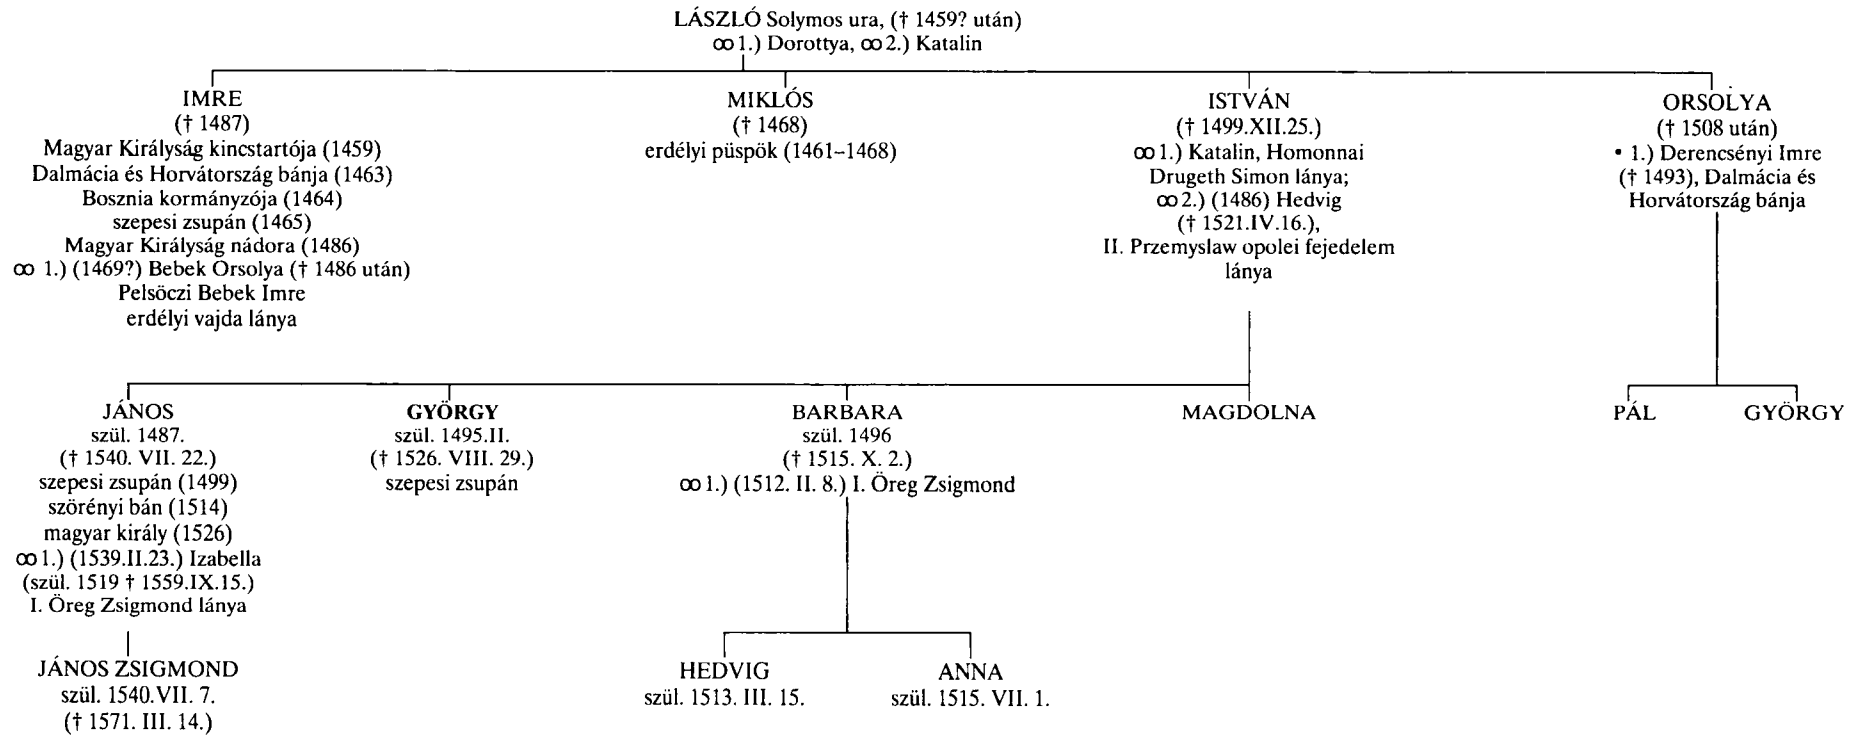 LÁSZLÓ Solymos ura, († 1459? után)
∞ 1.) Dorottya, ∞ 2.) Katalin
IMRE
(† 1487)
Magyar Királyság kincstartója (1459)
Dalmácia és Horvátország bánja (1463)
Bosznia kormányzója (1464)
szepesi zsupán (1465)
Magyar Királyság nádora (1486)
∞ 1.) (1469?) Bebek Orsolya († 1486 után)
Pelsöczi Bebek Imre
erdélyi vajda lánya
MIKLÓS
(† 1468)
erdélyi püspök (1461–1468)
ISTVÁN
(† 1499.XII.25.)
∞ 1.) Katalin, Homonnai
Drugeth Simon lánya;
∞ 2.) (1486) Hedvig
(† 1521.IV.16.),
II. Przemyslaw opolei fejedelem
lánya
ORSOLYA
(† 1508 után)
• 1.) Derencsényi Imre
(† 1493), Dalmácia és
Horvátország bánja
JÁNOS
szül. 1487.
(† 1540. VII. 22.)
szepesi zsupán (1499)
szörényi bán (1514)
magyar király (1526)
∞ 1.) (1539.II.23.) Izabella
(szül. 1519 † 1559.IX.15.)
I. Öreg Zsigmond lánya
GYÖRGY
szül. 1495.II.
(† 1526. VIII. 29.)
szepesi zsupán
BARBARA
szül. 1496
(† 1515. X. 2.)
∞ 1.) (1512. II. 8.) I. Öreg Zsigmond
MAGDOLNA
PÁL
GYÖRGY
JÁNOS ZSIGMOND
szül. 1540.VII. 7.
(† 1571. III. 14.)
HEDVIG
szül. 1513. III. 15.
ANNA
szül. 1515. VII. 1.